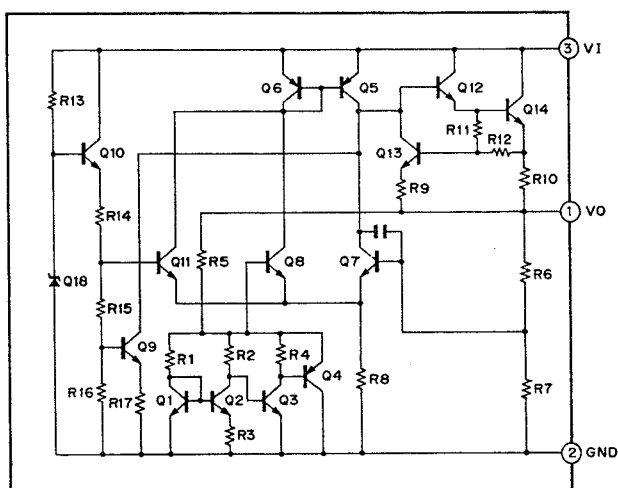 3 VI
Q6 Q5 Q12
R13 Q14
R11 R12
Q10 Q13
R9 R10
1 VO
R14
R5 R6
Q11 Q8 Q7
Q18
R15
Q9
R1 R2 R4
Q4 R8 R7
R16 R17
Q1 Q2 Q3
R3
2 GND